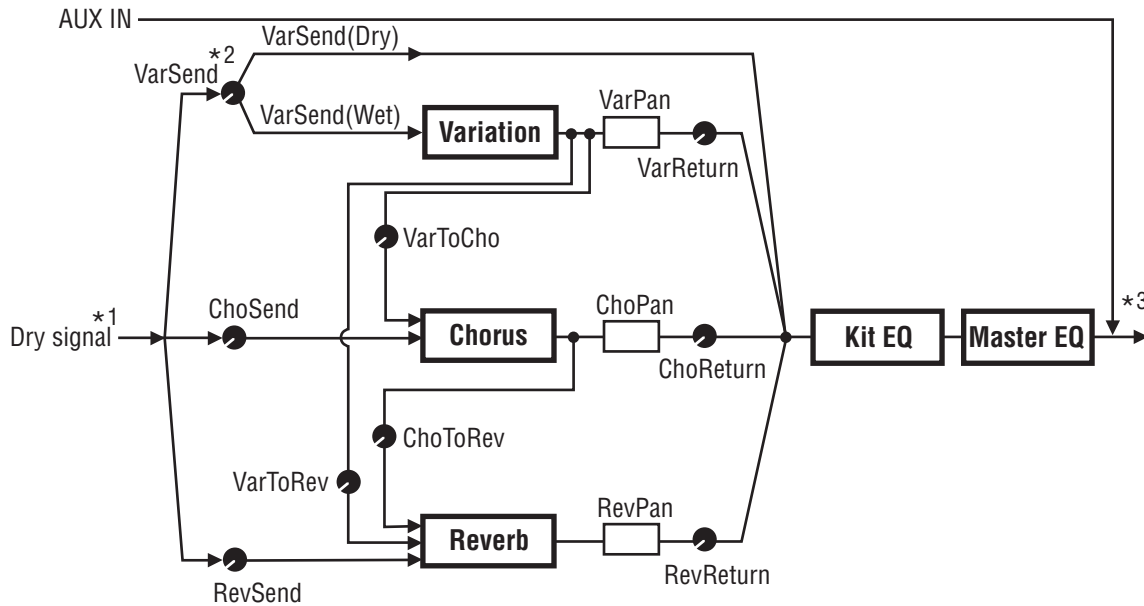 AUX IN
VarSend(Dry)
*2
VarSend
VarSend(Wet)
Variation
VarPan
VarReturn
VarToCho
*1
Dry signal
ChoSend
Chorus
ChoPan
ChoReturn
Kit EQ
Master EQ
*3
ChoToRev
VarToRev
Reverb
RevPan
RevReturn
RevSend